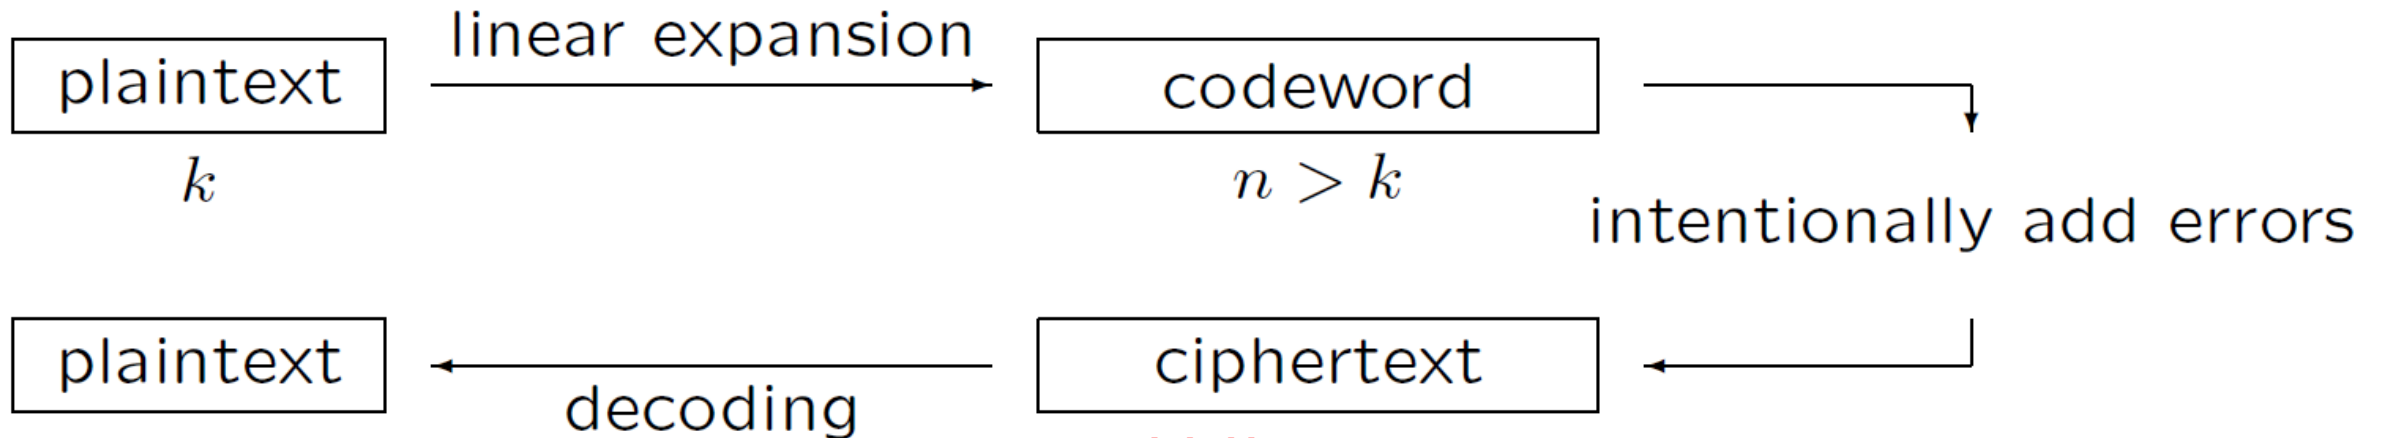 linear expansion
plaintext
codeword
k
n > k
intentionally add errors
plaintext
ciphertext
decoding